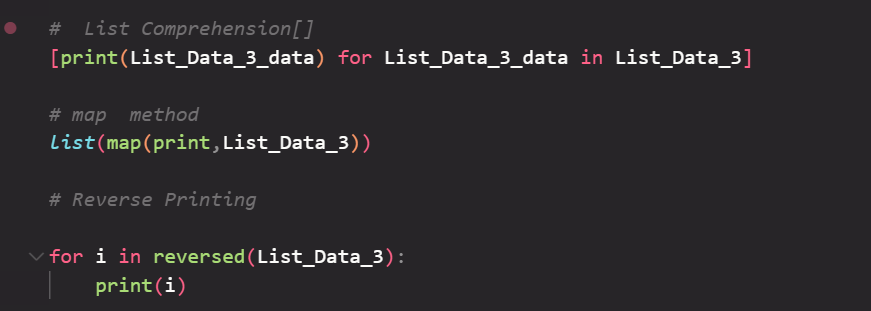 #  List Comprehension[]
[print(List_Data_3_data) for List_Data_3_data in List_Data_3]
# map  method
list(map(print,List_Data_3))
# Reverse Printing
for i in reversed(List_Data_3):
    print(i)